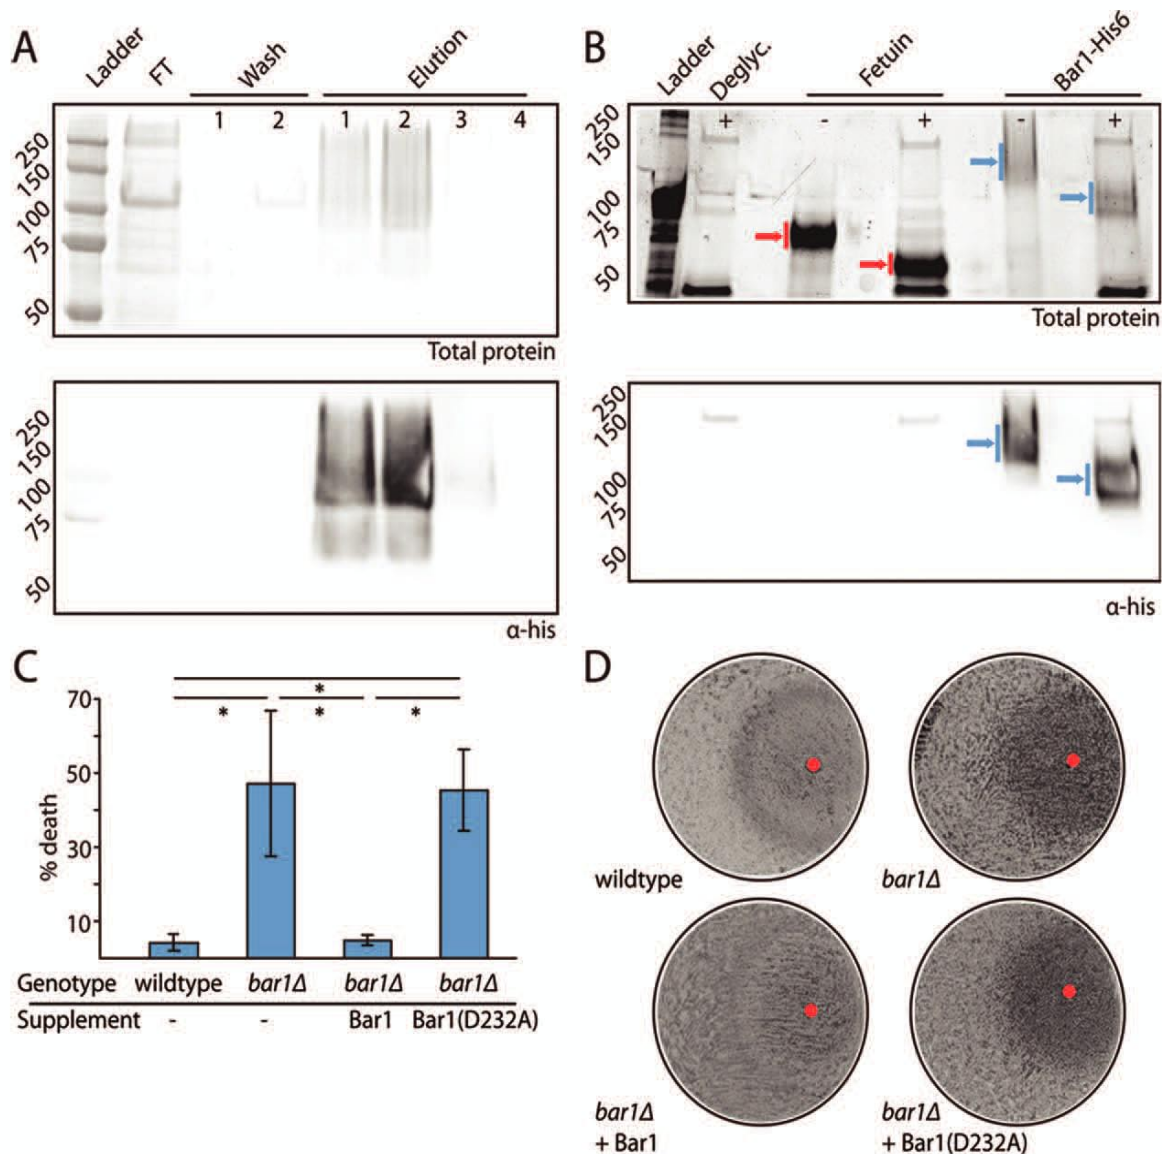 A
Ladder
FT
Wash
Elution
1 2 1 2 3 4
250
150
100
75
50
Total protein
250
150
100
75
50
α-his
B
Ladder
Deglyc.
Fetuin
Bar1-His6
+ - + - +
250
150
100
75
50
Total protein
250
150
100
75
50
α-his
C
*
* * *
% death
70
50
30
10
Genotype wildtype bar1Δ bar1Δ bar1Δ
Supplement - - Bar1 Bar1(D232A)
D
wildtype
bar1Δ
bar1Δ
+ Bar1
bar1Δ
+ Bar1(D232A)